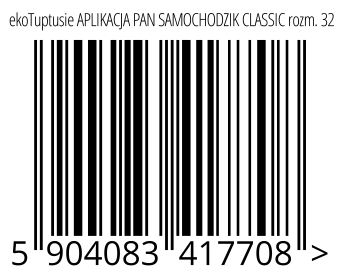 ekoTuptusie APLIKACJA PAN SAMOCHODZIK CLASSIC rozm. 32
5 904083 417708 >